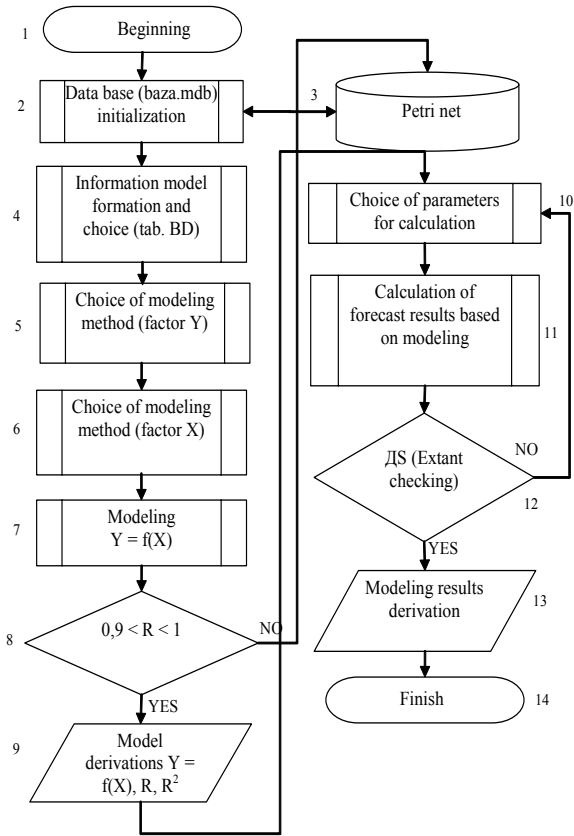 1
Beginning
2
Data base (baza.mdb)
initialization
3
Petri net
4
Information model
formation and
choice (tab. BD)
5
Choice of modeling
method (factor Y)
6
Choice of modeling
method (factor X)
7
Modeling
Y = f(X)
8
0,9 < R < 1
NO
YES
9
Model
derivations Y =
f(X), R, R²
10
Choice of parameters
for calculation
11
Calculation of
forecast results based
on modeling
12
ДS (Extant
checking)
NO
YES
13
Modeling results
derivation
14
Finish